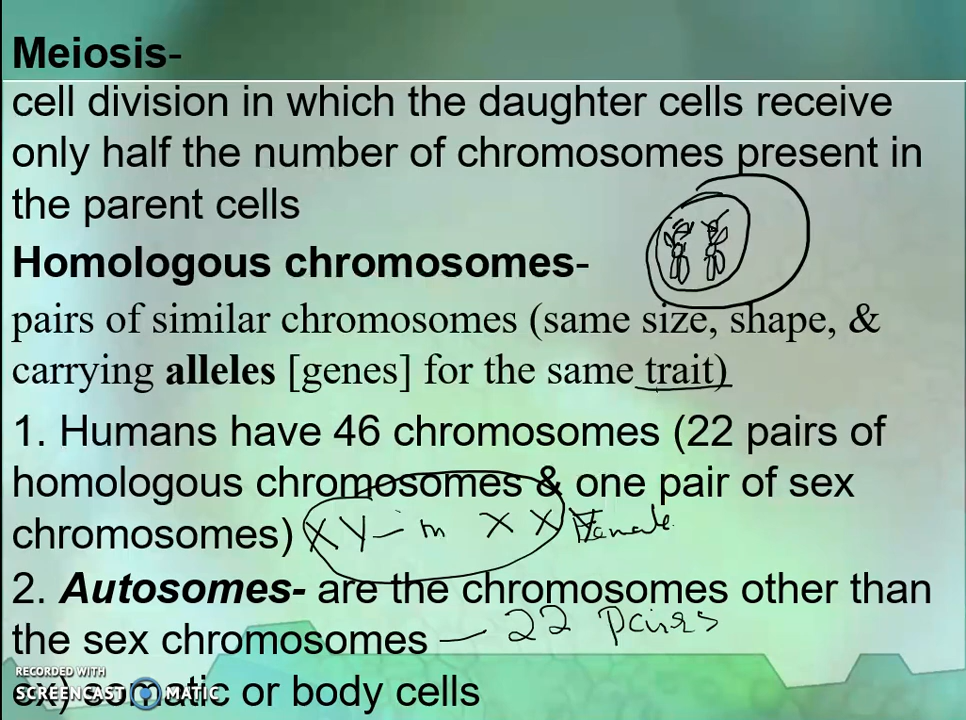 Meiosis-
cell division in which the daughter cells receive
only half the number of chromosomes present in
the parent cells
Homologous chromosomes-
pairs of similar chromosomes (same size, shape, &
carrying alleles [genes] for the same trait)
1. Humans have 46 chromosomes (22 pairs of
homologous chromosomes & one pair of sex
chromosomes) XY - m XX Female
2. Autosomes- are the chromosomes other than
the sex chromosomes — 22 pairs
RECORDED WITH
SCREENCAST MATIC
ex) somatic or body cells